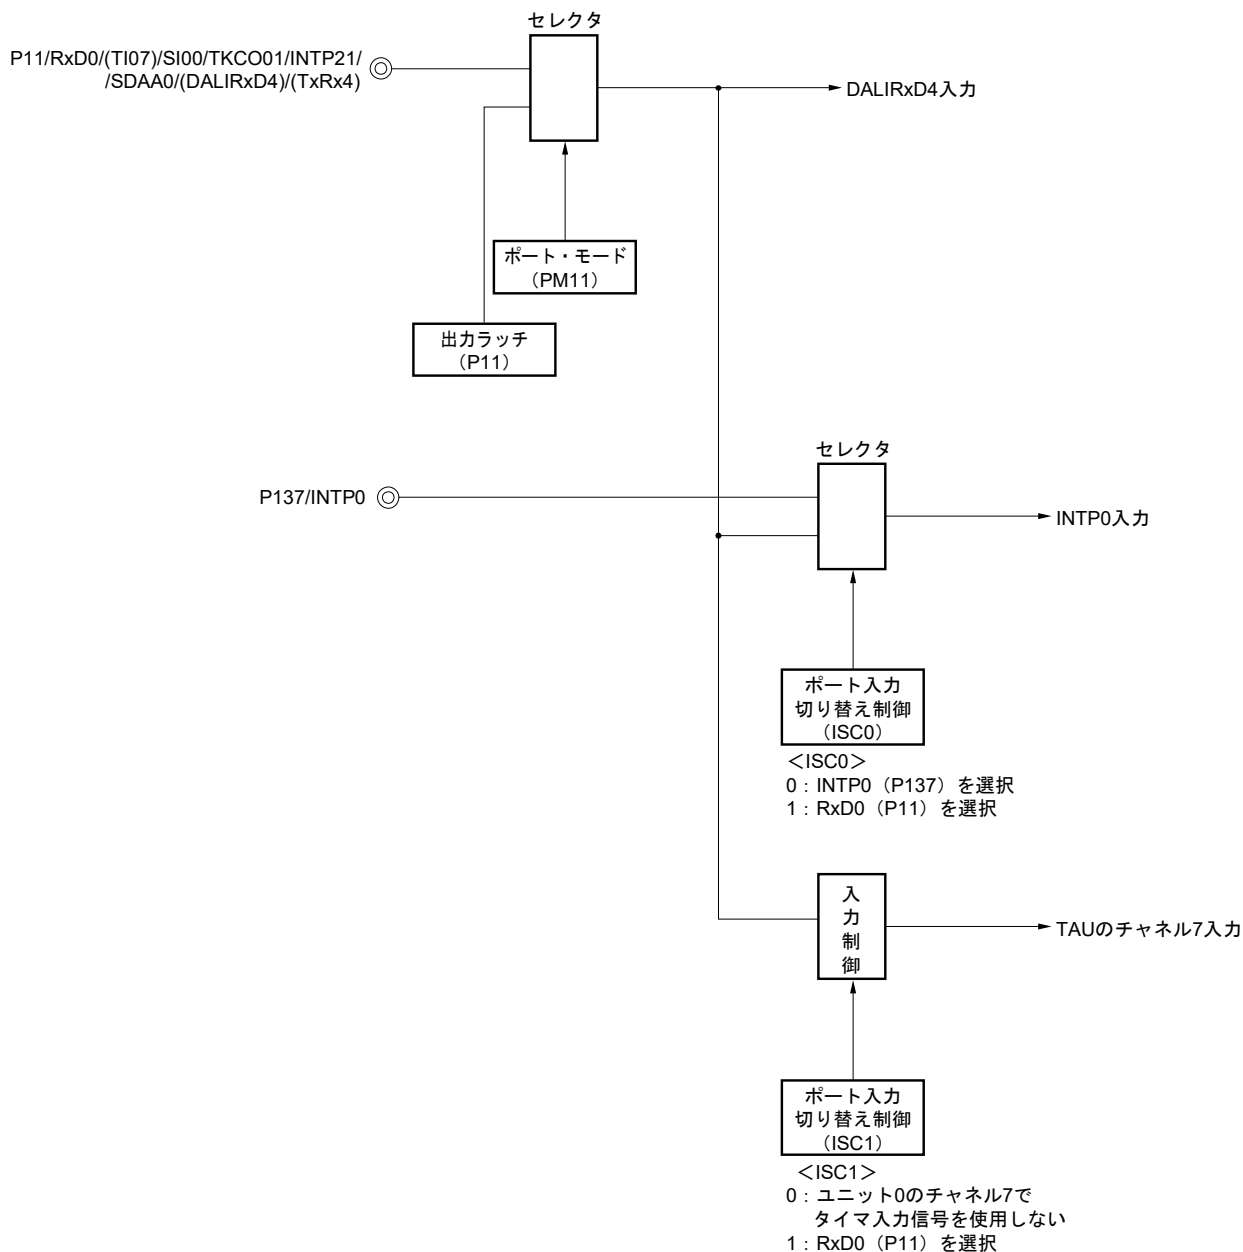 セレクタ
P11/RxD0/(TI07)/SI00/TKCO01/INTP21/
/SDAA0/(DALIRxD4)/(TxRx4)
DALIRxD4入力
ポート・モード
（PM11）
出力ラッチ
（P11）
セレクタ
P137/INTP0
INTP0入力
ポート入力
切り替え制御
（ISC0）
＜ISC0＞
0：INTP0（P137）を選択
1：RxD0（P11）を選択
入力制御
TAUのチャネル7入力
ポート入力
切り替え制御
（ISC1）
＜ISC1＞
0：ユニット0のチャネル7で
タイマ入力信号を使用しない
1：RxD0（P11）を選択